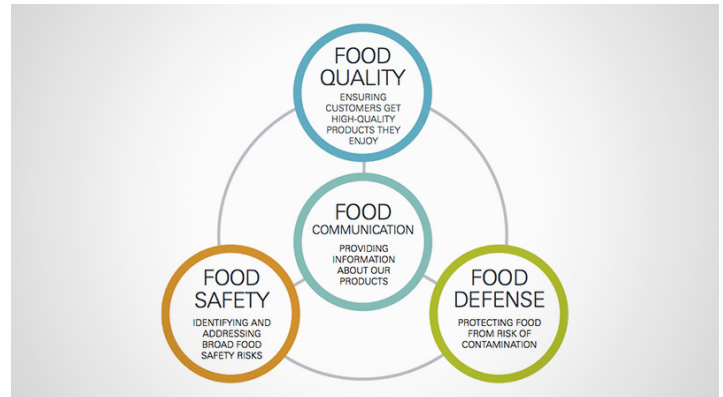 FOOD
QUALITY
ENSURING
CUSTOMERS GET
HIGH-QUALITY
PRODUCTS THEY
ENJOY
FOOD
COMMUNICATION
PROVIDING
INFORMATION
ABOUT OUR
PRODUCTS
FOOD
SAFETY
IDENTIFYING AND
ADDRESSING
BROAD FOOD
SAFETY RISKS
FOOD
DEFENSE
PROTECTING FOOD
FROM RISK OF
CONTAMINATION